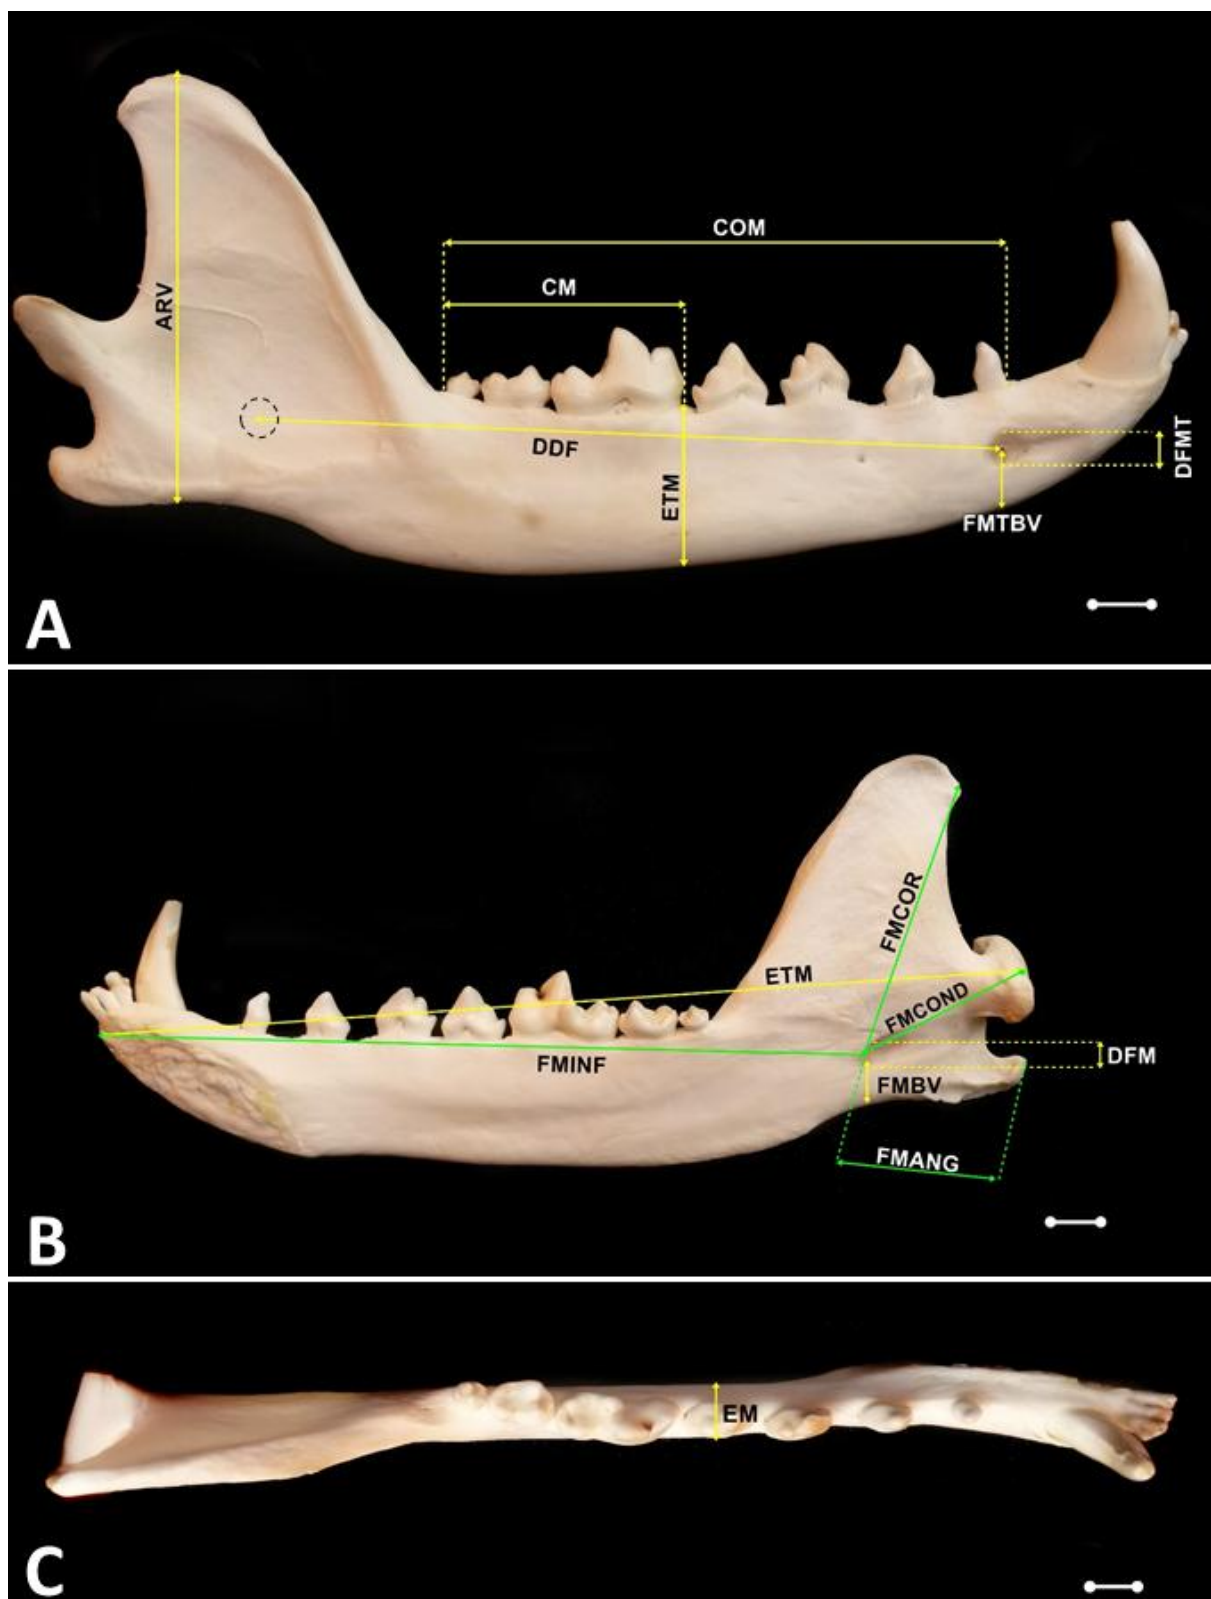 COM
CM
ARV
DDF
ETM
DFMT
FMTBV
A
FMCOR
ETM
FMCOND
DFM
FMINF
FMBV
FMANG
B
EM
C